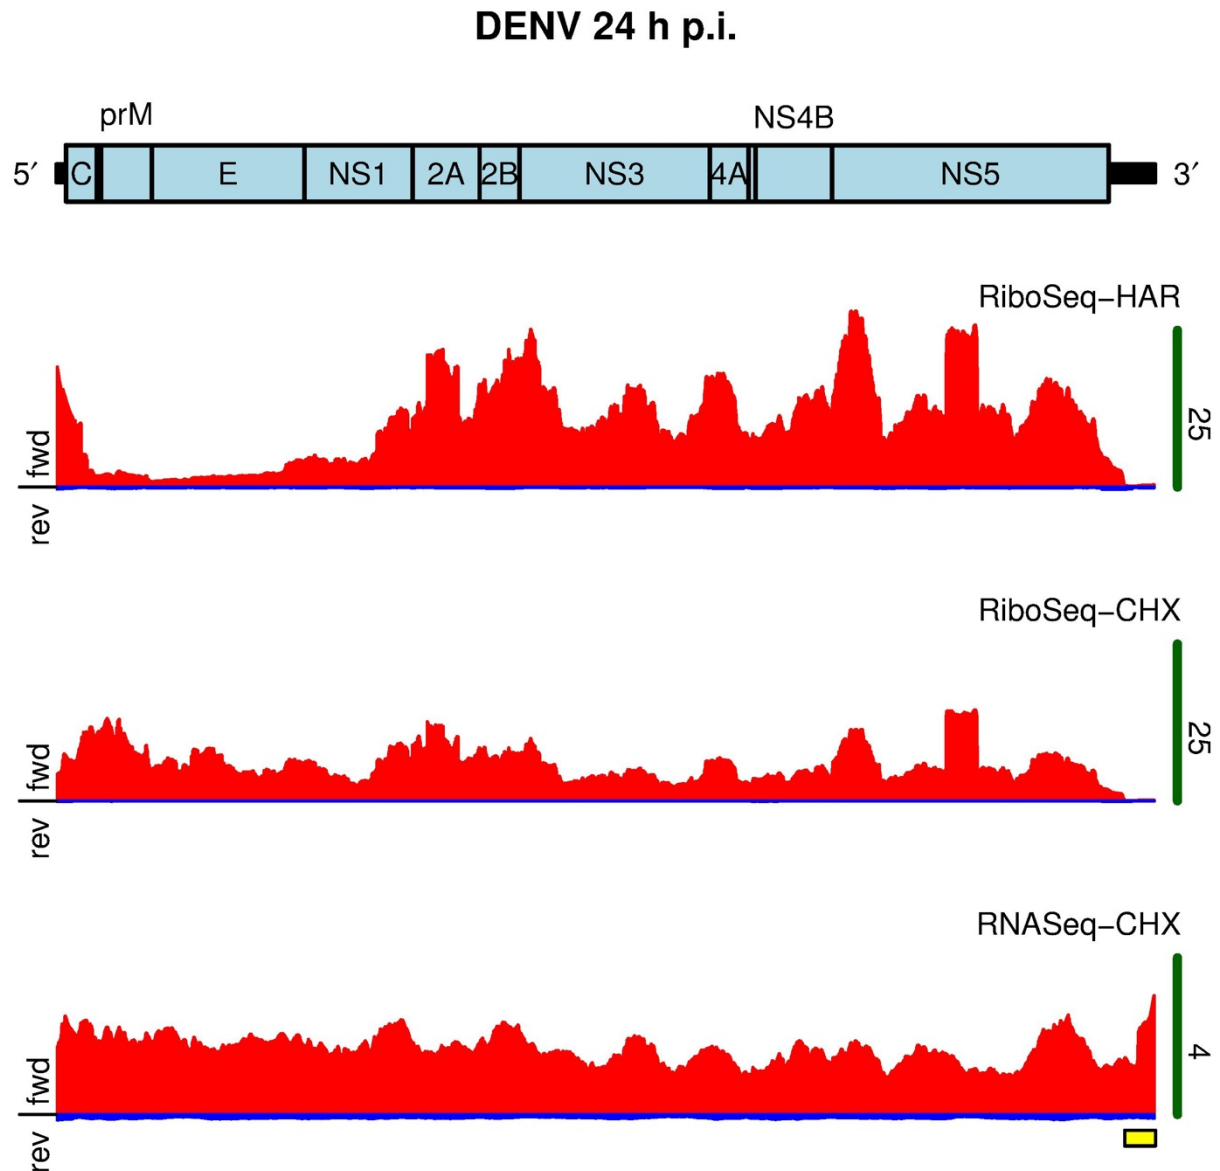 DENV 24 h p.i.
prM NS4B
5′ C E NS1 2A 2B NS3 4A NS5 3′
RiboSeq−HAR
fwd
rev
25
RiboSeq−CHX
fwd
rev
25
RNASeq−CHX
fwd
rev
4